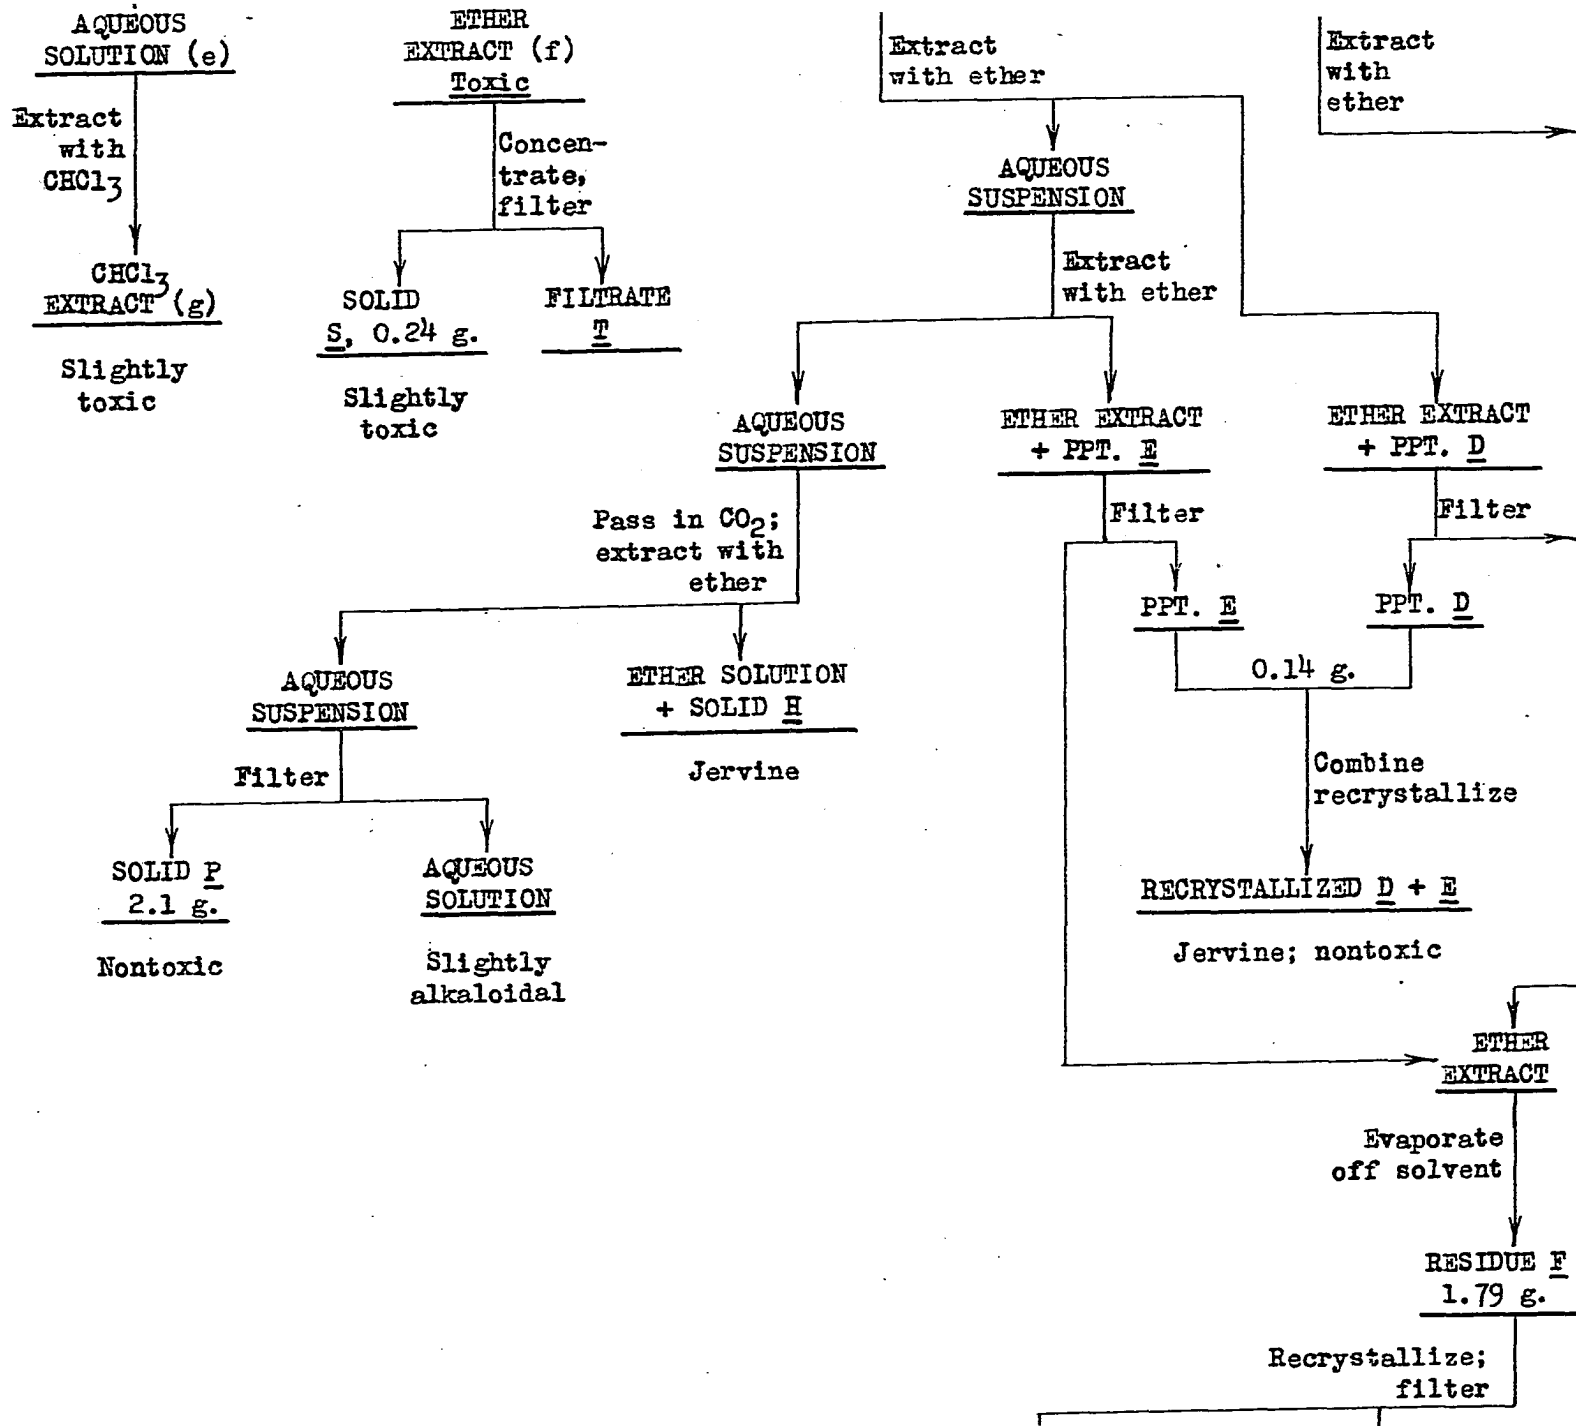 AQUEOUS
SOLUTION (e)
Extract
with
CHCl3
CHCl3
EXTRACT (g)
Slightly
toxic
ETHER
EXTRACT (f)
Toxic
Concen-
trate,
filter
SOLID
S, 0.24 g.
Slightly
toxic
FILTRATE
T
Extract
with ether
AQUEOUS
SUSPENSION
Extract
with ether
Extract
with
ether
AQUEOUS
SUSPENSION
ETHER EXTRACT
+ PPT. E
ETHER EXTRACT
+ PPT. D
Pass in CO2;
extract with
ether
Filter
Filter
PPT. E
PPT. D
0.14 g.
AQUEOUS
SUSPENSION
ETHER SOLUTION
+ SOLID H
Jervine
Filter
Combine
recrystallize
SOLID P
2.1 g.
Nontoxic
AQUEOUS
SOLUTION
Slightly
alkaloidal
RECRYSTALLIZED D + E
Jervine; nontoxic
ETHER
EXTRACT
Evaporate
off solvent
RESIDUE F
1.79 g.
Recrystallize;
filter